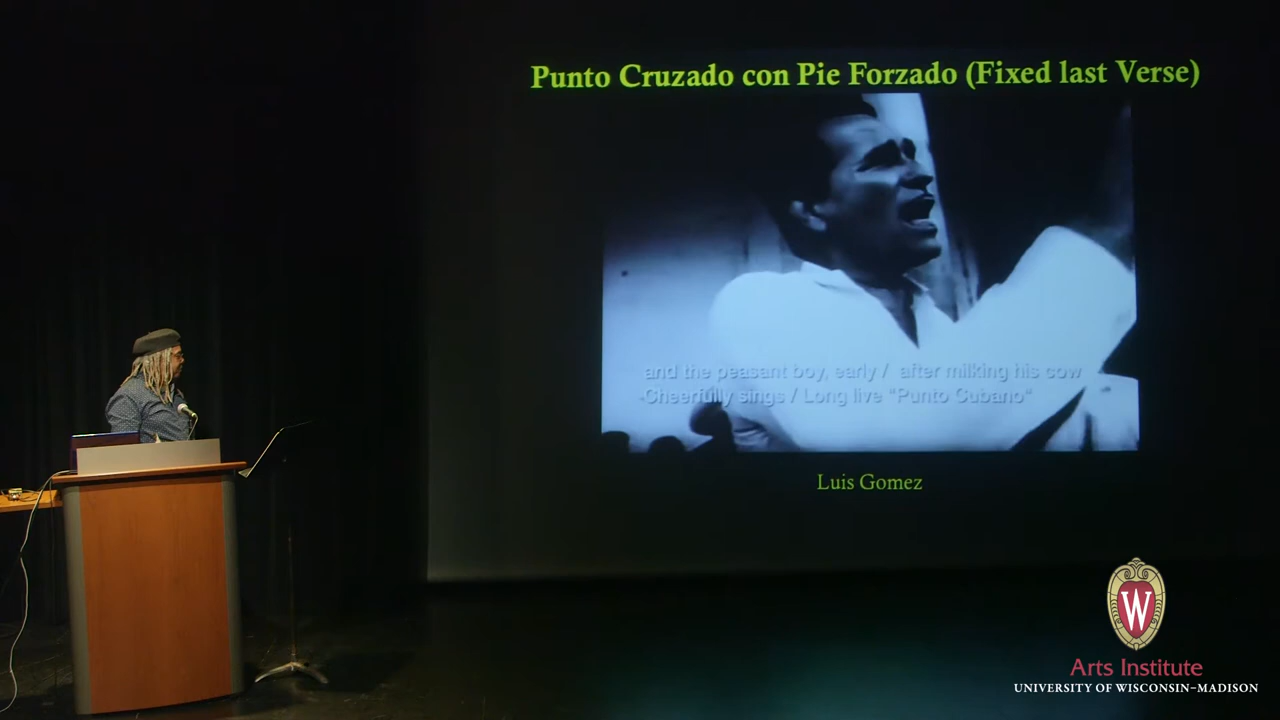 Punto Cruzado con Pie Forzado (Fixed last Verse)
and the peasant boy, early / after milking his cow
Cheerfully sings / Long live "Punto Cubano"
Luis Gomez
W
Arts Institute
UNIVERSITY OF WISCONSIN–MADISON